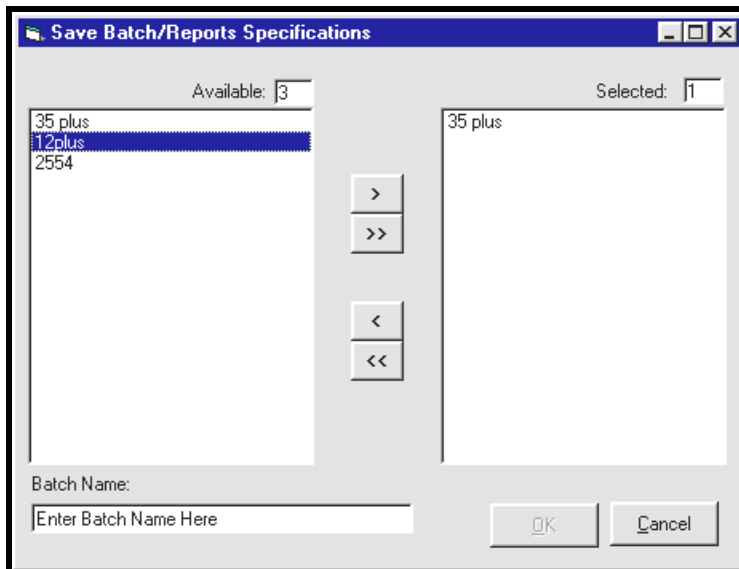 Save Batch/Reports Specifications
Available: 3
Selected: 1
35 plus
12plus
2554
35 plus
>
>>
<
<<
Batch Name:
Enter Batch Name Here
OK
Cancel